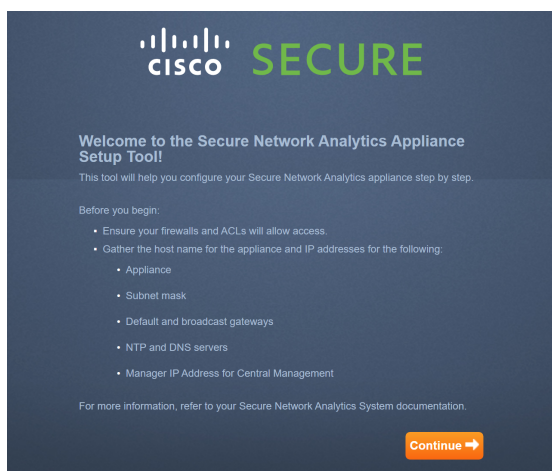 CISCO SECURE
Welcome to the Secure Network Analytics Appliance
Setup Tool!
This tool will help you configure your Secure Network Analytics appliance step by step.
Before you begin:
Ensure your firewalls and ACLs will allow access.
Gather the host name for the appliance and IP addresses for the following:
Appliance
Subnet mask
Default and broadcast gateways
NTP and DNS servers
Manager IP Address for Central Management
For more information, refer to your Secure Network Analytics System documentation.
Continue